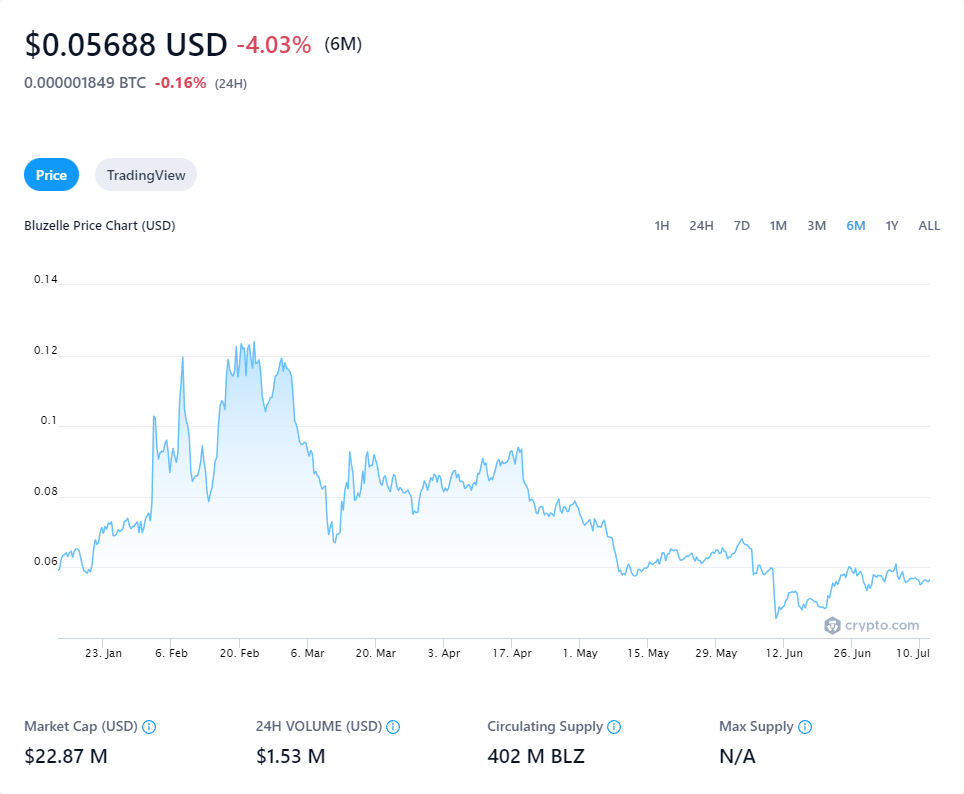 $0.05688 USD -4.03% (6M)
0.000001849 BTC -0.16% (24H)
Price TradingView
Bluzelle Price Chart (USD) 1H 24H 7D 1M 3M 6M 1Y ALL
0.14
0.12
0.1
0.08
0.06
crypto.com
23. Jan 6. Feb 20. Feb 6. Mar 20. Mar 3. Apr 17. Apr 1. May 15. May 29. May 12. Jun 26. Jun 10. Jul
Market Cap (USD) 24H VOLUME (USD) Circulating Supply Max Supply
$22.87 M $1.53 M 402 M BLZ N/A